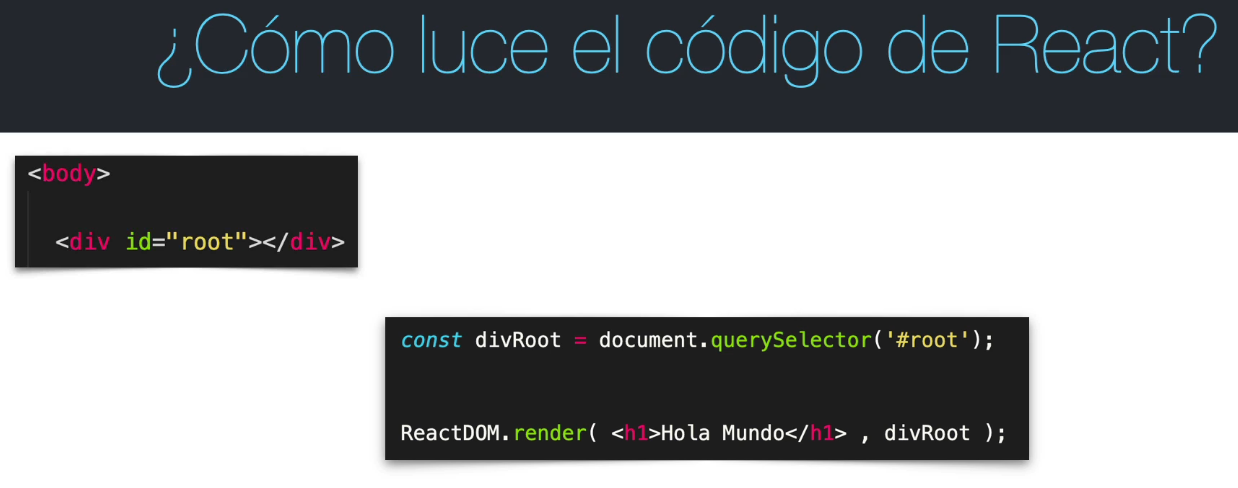 ¿Cómo luce el código de React?
<body>
<div id="root"></div>
const divRoot = document.querySelector('#root');
ReactDOM.render( <h1>Hola Mundo</h1> , divRoot );